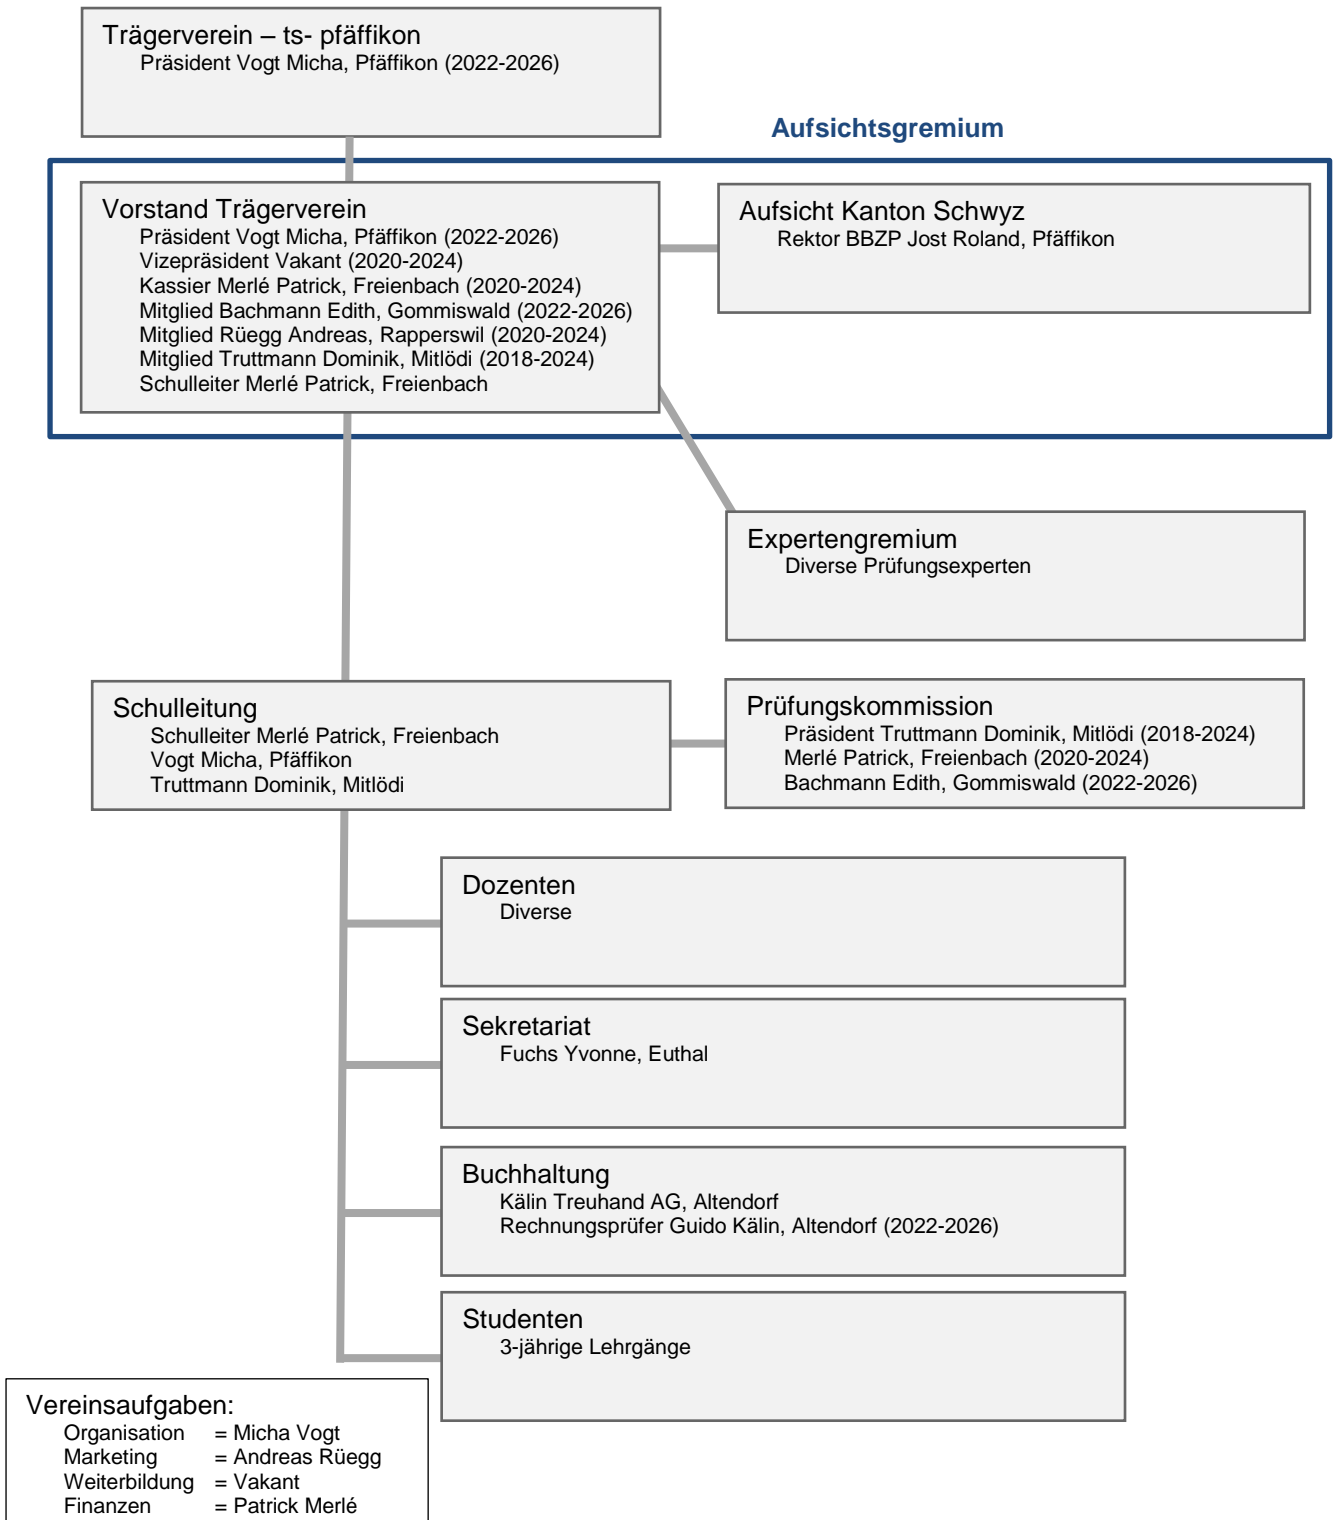 Trägerverein – ts- pfäffikon
Präsident Vogt Micha, Pfäffikon (2022-2026)
Aufsichtsgremium
Vorstand Trägerverein
Präsident Vogt Micha, Pfäffikon (2022-2026)
Vizepräsident Vakant (2020-2024)
Kassier Merlé Patrick, Freienbach (2020-2024)
Mitglied Bachmann Edith, Gommiswald (2022-2026)
Mitglied Rüegg Andreas, Rapperswil (2020-2024)
Mitglied Truttmann Dominik, Mitlödi (2018-2024)
Schulleiter Merlé Patrick, Freienbach
Aufsicht Kanton Schwyz
Rektor BBZP Jost Roland, Pfäffikon
Expertengremium
Diverse Prüfungsexperten
Schulleitung
Schulleiter Merlé Patrick, Freienbach
Vogt Micha, Pfäffikon
Truttmann Dominik, Mitlödi
Prüfungskommission
Präsident Truttmann Dominik, Mitlödi (2018-2024)
Merlé Patrick, Freienbach (2020-2024)
Bachmann Edith, Gommiswald (2022-2026)
Dozenten
Diverse
Sekretariat
Fuchs Yvonne, Euthal
Buchhaltung
Kälin Treuhand AG, Altendorf
Rechnungsprüfer Guido Kälin, Altendorf (2022-2026)
Studenten
3-jährige Lehrgänge
Vereinsaufgaben:
Organisation = Micha Vogt
Marketing = Andreas Rüegg
Weiterbildung = Vakant
Finanzen = Patrick Merlé